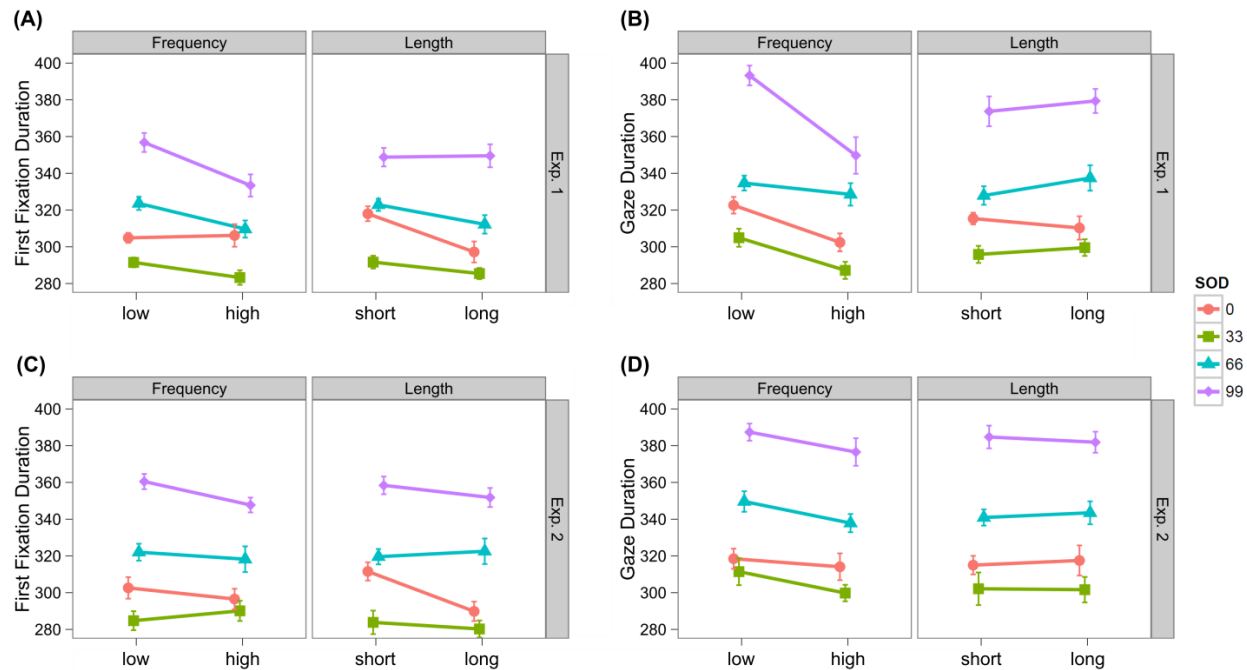 (A)
Frequency
Length
First Fixation Duration
400
380
360
340
320
300
280
low
high
short
long
Exp. 1
(B)
Frequency
Length
Gaze Duration
400
380
360
340
320
300
280
low
high
short
long
Exp. 1
SOD
0
33
66
99
(C)
Frequency
Length
First Fixation Duration
400
380
360
340
320
300
280
low
high
short
long
Exp. 2
(D)
Frequency
Length
Gaze Duration
400
380
360
340
320
300
280
low
high
short
long
Exp. 2